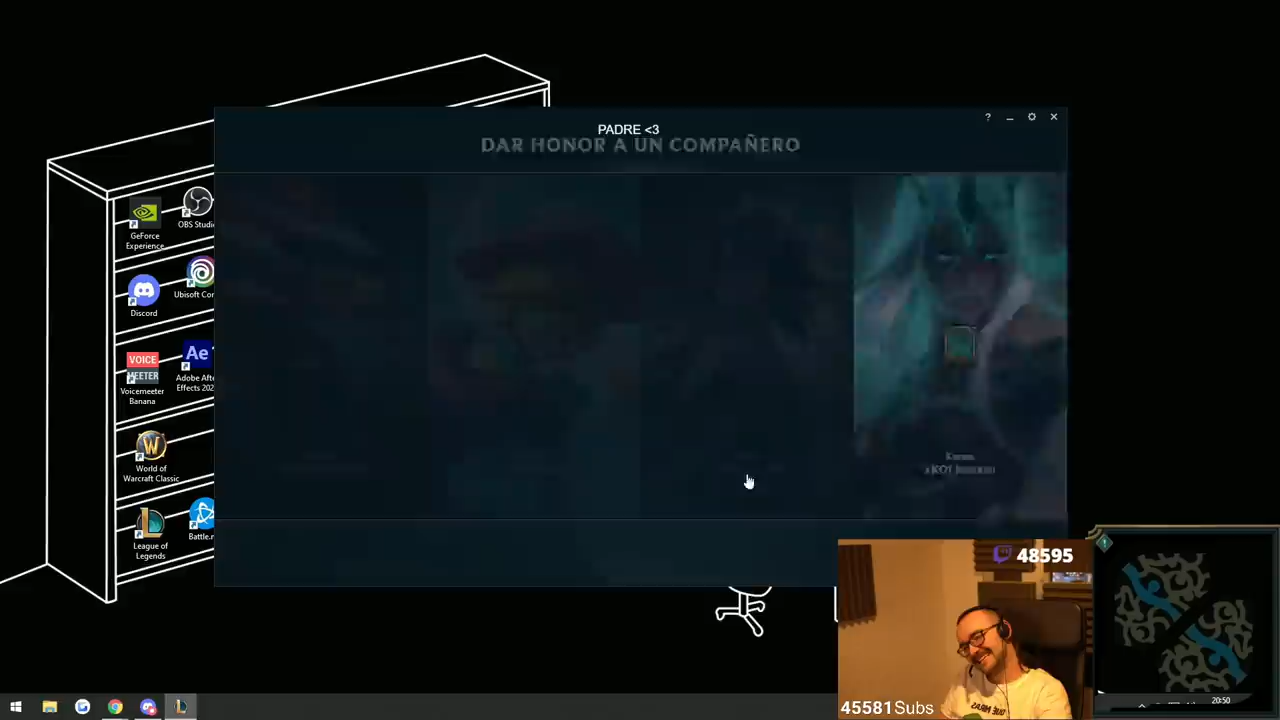 ?
PADRE <3
DAR HONOR A UN COMPAÑERO
GeForce
Experience
OBS Studi
Discord
Ubisoft Con
VOICE
MEETER
Voicemeeter
Banana
Ae
Adobe Afte
Effects 202
W
World of
Warcraft Classic
L
League of
Legends
Battle.n
48595
45581Subs
20:50